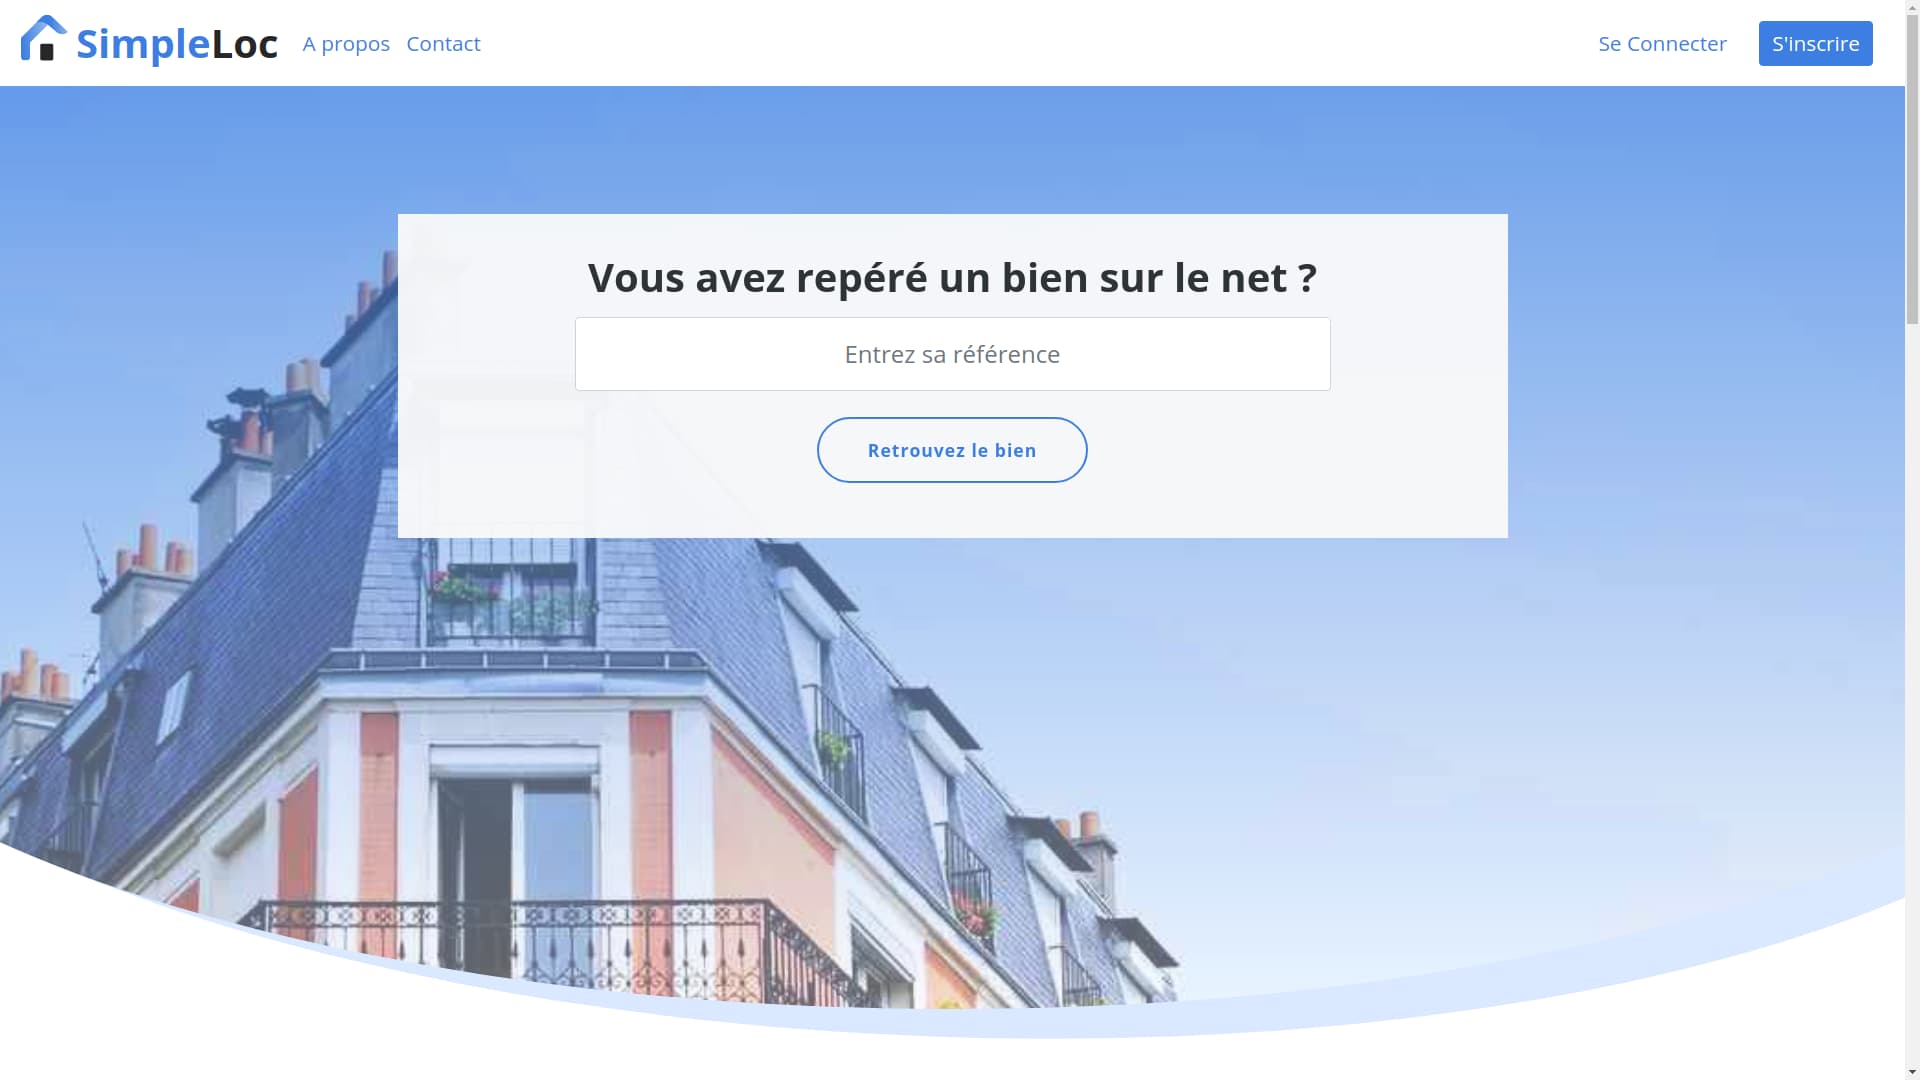 SimpleLoc
A propos
Contact
Se Connecter
S'inscrire
Vous avez repéré un bien sur le net ?
Entrez sa référence
Retrouvez le bien